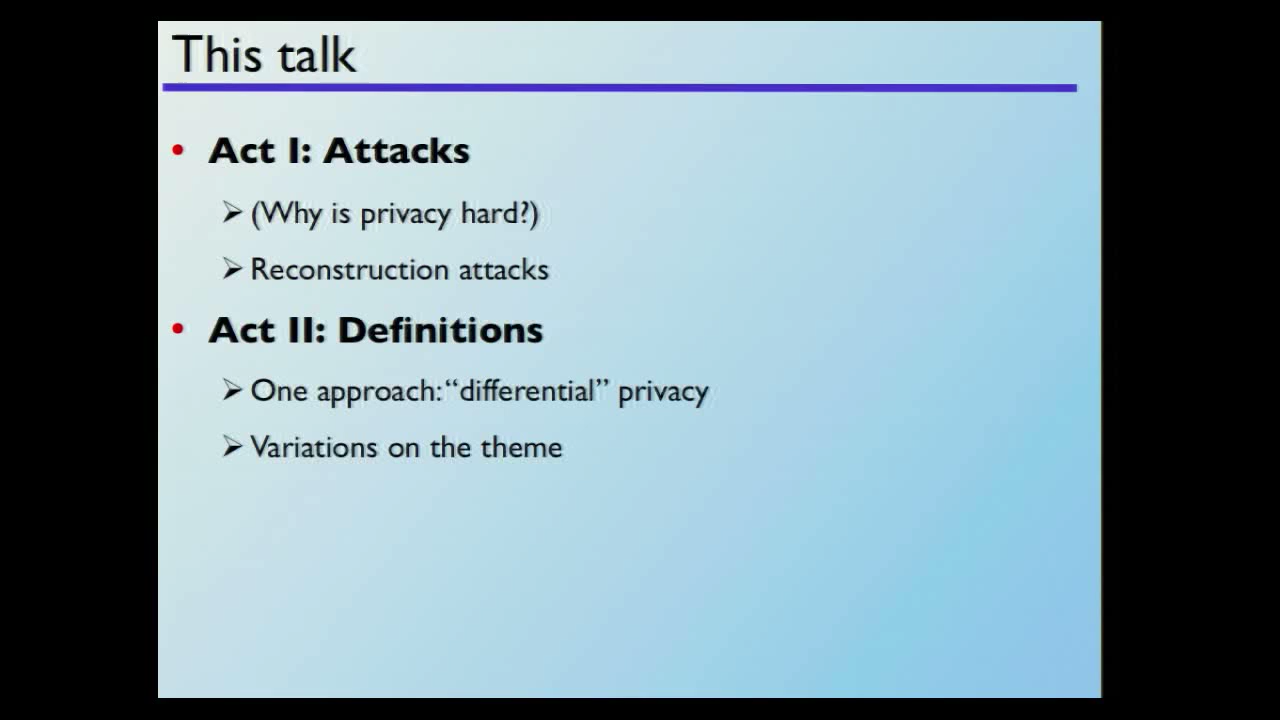 This talk
• Act I: Attacks
➢ (Why is privacy hard?)
➢ Reconstruction attacks
• Act II: Definitions
➢ One approach: “differential” privacy
➢ Variations on the theme